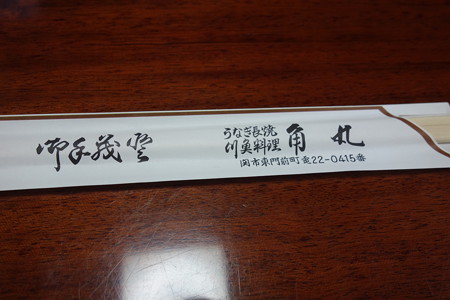 御手茂登
うなぎ長焼
川魚料理
角丸
関市東門前町電22-0415番